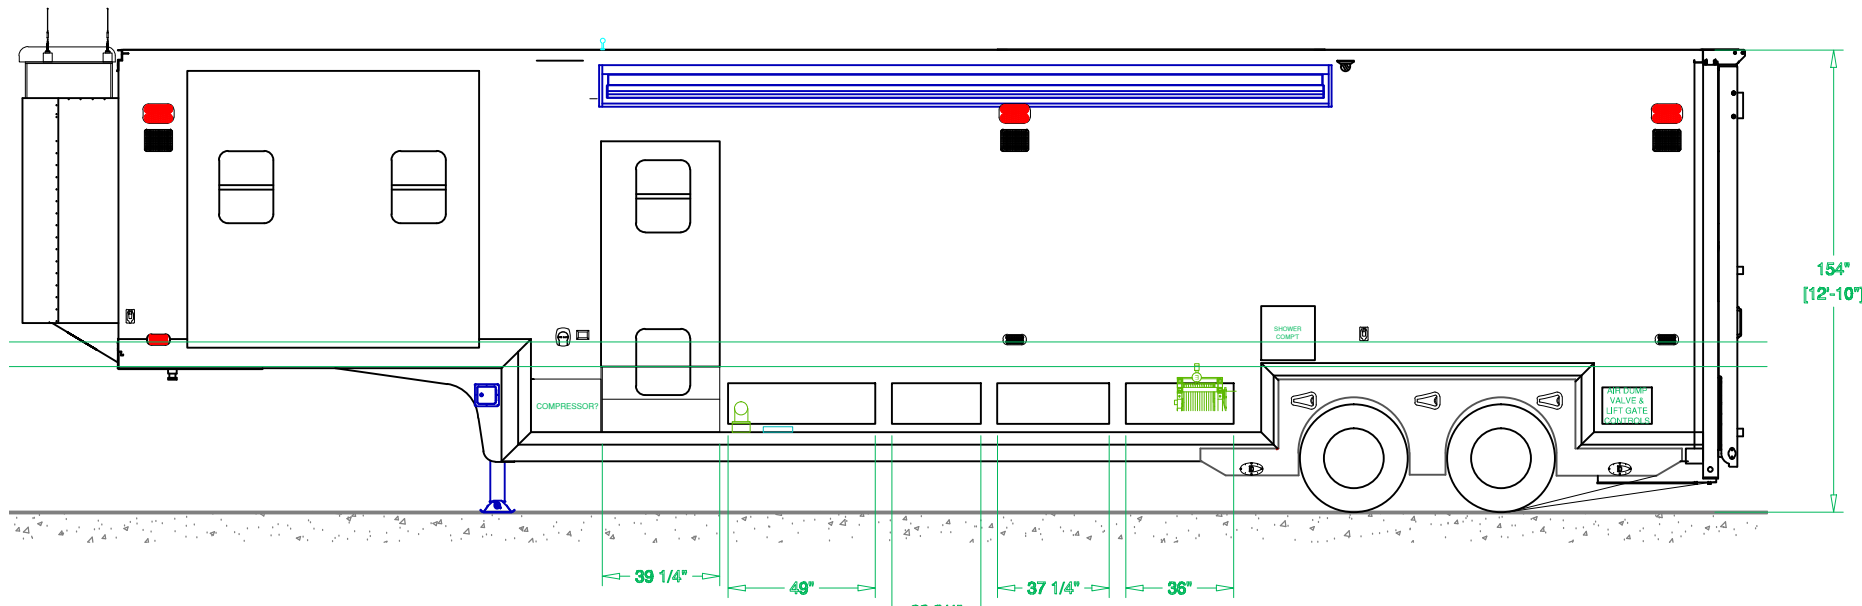 154"
[12'-10"]
SHOWER
COMP'T
COMPRESSOR?
AIR DUMP
VALVE &
LIFT GATE
CONTROLS
39 1/4"
49"
37 1/4"
36"